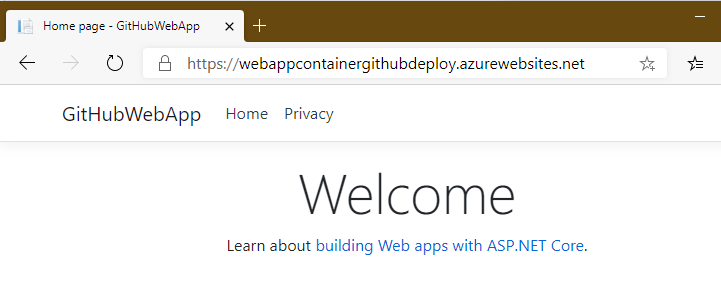 Home page - GitHubWebApp
https://webappcontainergithubdeploy.azurewebsites.net
GitHubWebApp Home Privacy
Welcome
Learn about building Web apps with ASP.NET Core.